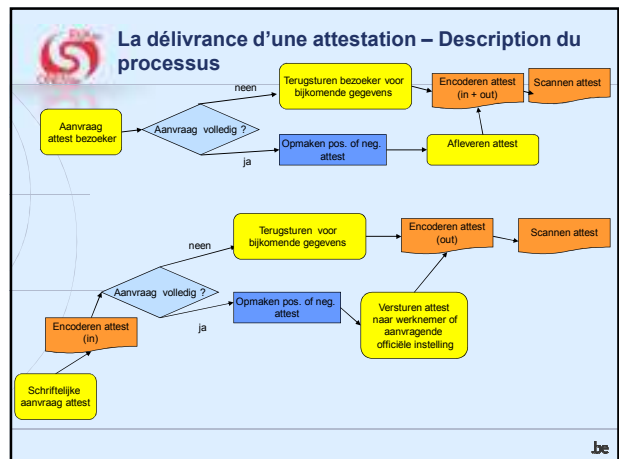 La délivrance d'une attestation – Description du
processus
neen
Terugsturen bezoeker voor
bijkomende gegevens
Encoderen attest
(in + out)
Scannen attest
Aanvraag
attest bezoeker
Aanvraag volledig ?
ja
Opmaken pos. of neg.
attest
Afleveren attest
neen
Terugsturen voor
bijkomende gegevens
Encoderen attest
(out)
Scannen attest
Aanvraag volledig ?
ja
Opmaken pos. of neg.
attest
Versturen attest
naar werknemer of
aanvragende
officiële instelling
Encoderen attest
(in)
Schriftelijke
aanvraag attest
.be